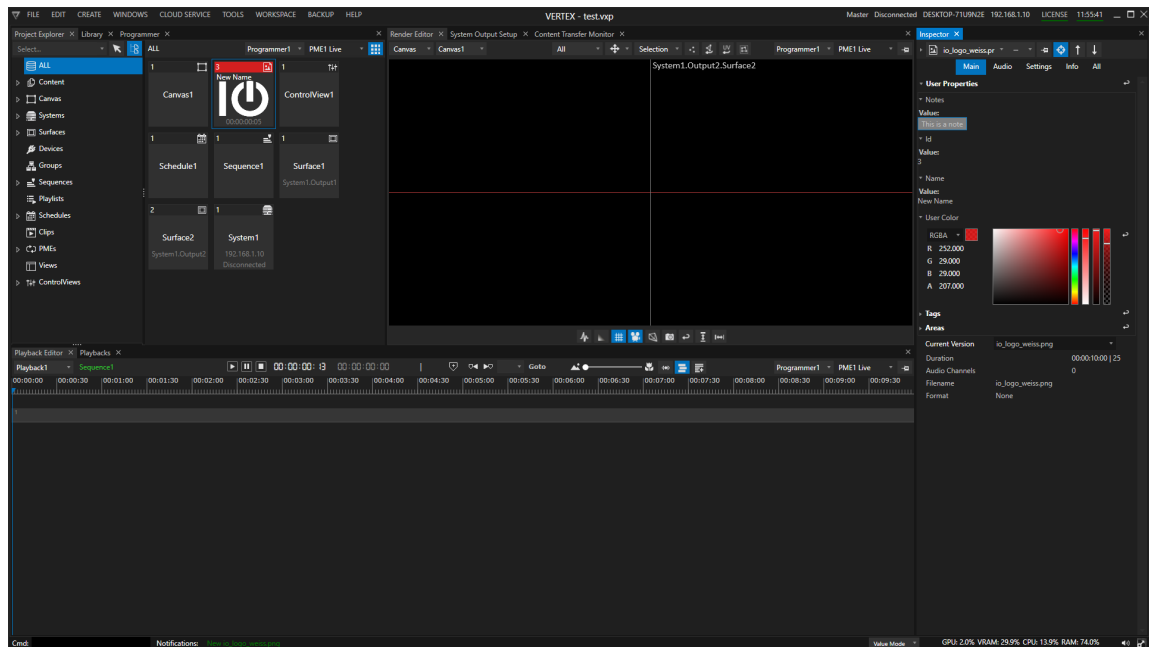 FILE EDIT CREATE WINDOWS CLOUD SERVICE TOOLS WORKSPACE BACKUP HELP VERTEX - test.vxp Master Disconnected DESKTOP-71U9N2E 192.168.1.10 LICENSE 11:55:41
Project Explorer Library Programmer
Select...
ALL Programmer1 PME1 Live
ALL
Content
Canvas
Systems
Surfaces
Devices
Groups
Sequences
Playlists
Schedules
Clips
PMEs
Views
ControlViews
1
Canvas1
3
New Name
00:00:00:05
1
ControlView1
1
Schedule1
1
Sequence1
1
Surface1
System1.Output1
2
Surface2
System1.Output2
1
System1
192.168.1.10
Disconnected
Render Editor System Output Setup Content Transfer Monitor
Canvas Canvas1 All Selection UV Programmer1 PME1 Live
System1.Output2.Surface2
Inspector
io_logo_weiss.pr
Main Audio Settings Info All
User Properties
Notes
Value:
This is a note
Id
Value:
3
Name
Value:
New Name
User Color
RGBA
R 252.000
G 29.000
B 29.000
A 207.000
Tags
Areas
Current Version io_logo_weiss.png
Duration 00:00:10:00 | 25
Audio Channels 0
Filename io_logo_weiss.png
Format None
Playback Editor Playbacks
Playback1 Sequence1 00:00:00:13 00:00:00:00 Goto Programmer1 PME1 Live
00:00:00 00:00:30 00:01:00 00:01:30 00:02:00 00:02:30 00:03:00 00:03:30 00:04:00 00:04:30 00:05:00 00:05:30 00:06:00 00:06:30 00:07:00 00:07:30 00:08:00 00:08:30 00:09:00 00:09:30
1
Cmd: Notifications: New io_logo_weiss.png Value Mode GPU: 2.0% VRAM: 29.9% CPU: 13.9% RAM: 74.0%